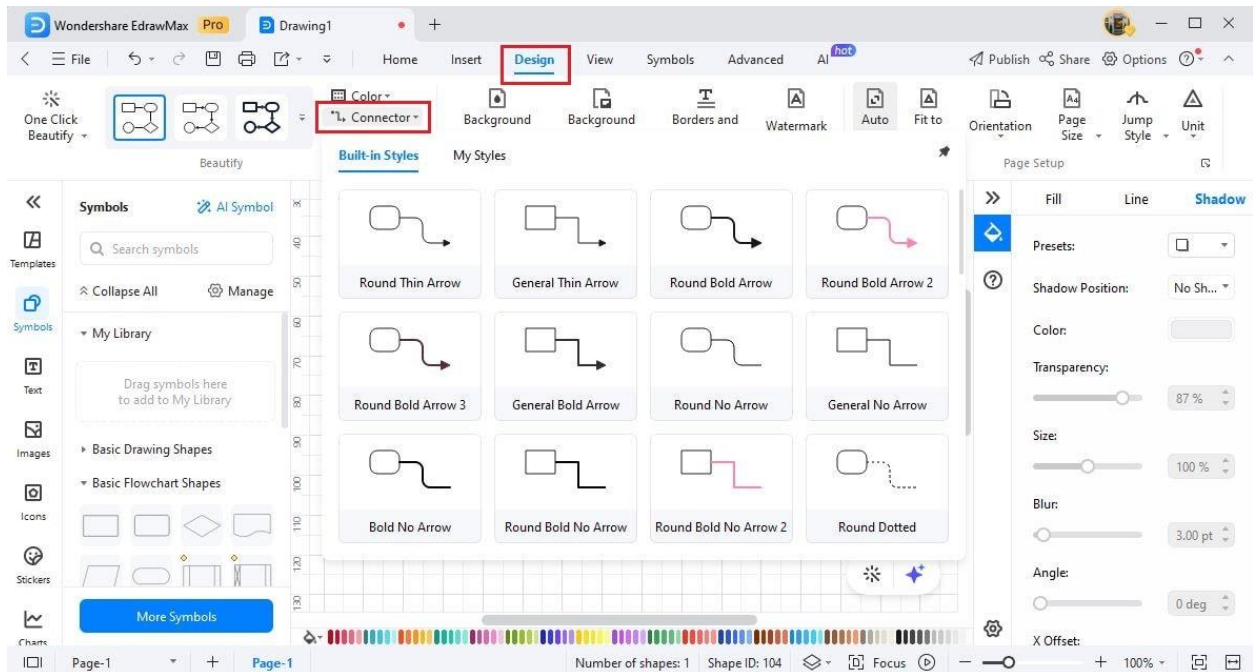 Wondershare EdrawMax Pro Drawing1
File Home Insert Design View Symbols Advanced AI hot Publish Share Options
One Click
Beautify
Color
Connector
Background
Background
Borders and
Watermark
Auto
Fit to
Orientation
Page
Size
Jump
Style
Unit
Beautify
Page Setup
Built-in Styles My Styles
Round Thin Arrow General Thin Arrow Round Bold Arrow Round Bold Arrow 2
Round Bold Arrow 3 General Bold Arrow Round No Arrow General No Arrow
Bold No Arrow Round Bold No Arrow Round Bold No Arrow 2 Round Dotted
Templates
Symbols
Text
Images
Icons
Stickers
Charts
Symbols AI Symbol
Search symbols
Collapse All Manage
My Library
Drag symbols here
to add to My Library
Basic Drawing Shapes
Basic Flowchart Shapes
More Symbols
110
120
130
Fill Line Shadow
Presets:
Shadow Position: No Sh...
Color:
Transparency:
87 %
Size:
100 %
Blur:
3.00 pt
Angle:
0 deg
X Offset:
Page-1 Page-1 Number of shapes: 1 Shape ID: 104 Focus 100%